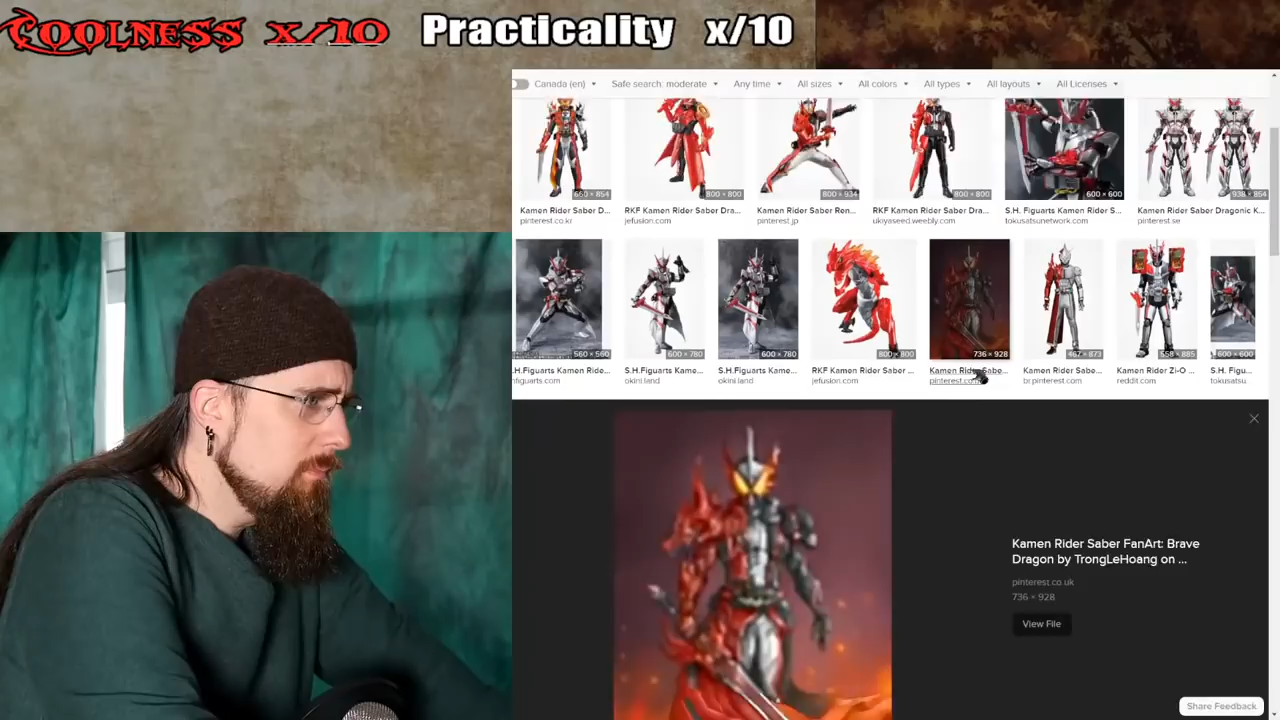 COOLNESS x/10 Practicality x/10
Canada (en) Safe search: moderate Any time All sizes All colors All types All layouts All Licenses
660 × 854 800 × 800 800 × 934 800 × 800 600 × 600 938 × 854
Kamen Rider Saber D... RKF Kamen Rider Saber Dra... Kamen Rider Saber Ren... RKF Kamen Rider Saber Dra... S.H. Figuarts Kamen Rider S... Kamen Rider Saber Dragonic K...
pinterest.co.kr jefusion.com pinterest.jp ukiyaseed.weebly.com tokusatsunetwork.com pinterest.se
560 × 560 600 × 780 600 × 780 800 × 800 736 × 928 467 × 873 558 × 885 600 × 600
.H.Figuarts Kamen Ride... S.H.Figuarts Kame... S.H.Figuarts Kame... RKF Kamen Rider Saber ... Kamen Rider Sabe... Kamen Rider Sabe... Kamen Rider Zi-O ... S.H. Figu...
figuarts.com okini.land okini.land jefusion.com br.pinterest.com reddit.com tokusatsu...
Kamen Rider Saber FanArt: Brave
Dragon by TrongLeHoang on ...
pinterest.co.uk
736 × 928
View File
Share Feedback